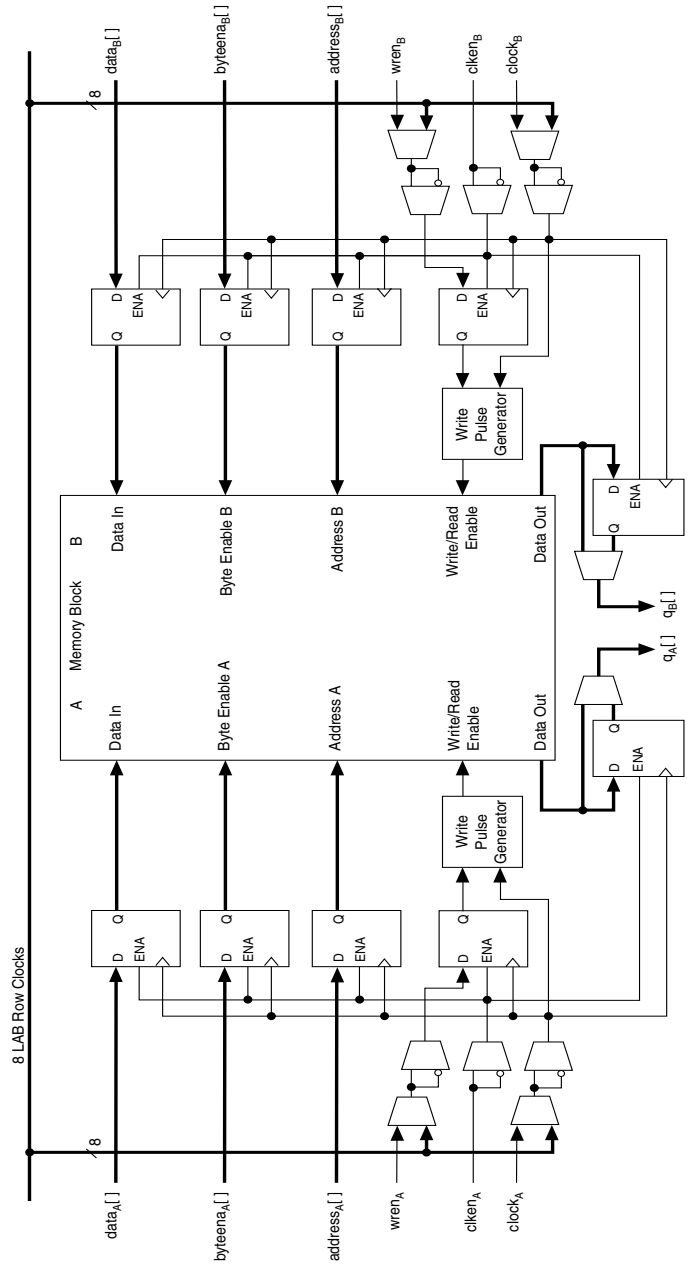 8 LAB Row Clocks
8
8
A Memory Block B
data_A[ ]
D Q
ENA
Data In
Data In
Q D
ENA
data_B[ ]
byteena_A[ ]
D Q
ENA
Byte Enable A
Byte Enable B
Q D
ENA
byteena_B[ ]
address_A[ ]
D Q
ENA
Address A
Address B
Q D
ENA
address_B[ ]
wren_A
clken_A
clock_A
D Q
ENA
Write
Pulse
Generator
Write/Read
Enable
Write/Read
Enable
Write
Pulse
Generator
Q D
ENA
wren_B
clken_B
clock_B
Data Out
Data Out
D Q
ENA
Q D
ENA
q_A[ ]
q_B[ ]